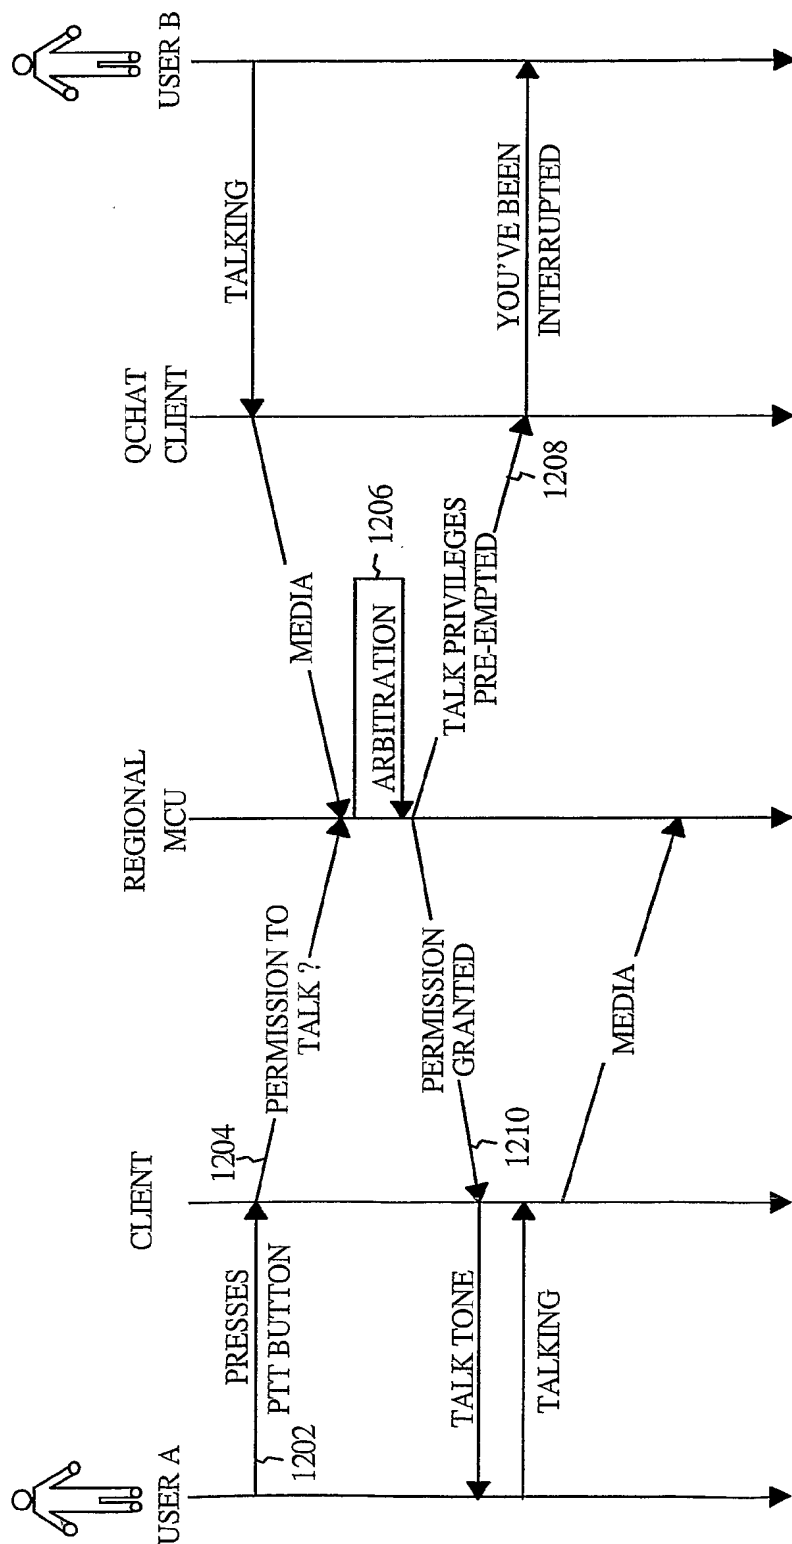 USER A
CLIENT
REGIONAL
MCU
QCHAT
CLIENT
USER B
PRESSES
PTT BUTTON
1202
1204
PERMISSION TO
TALK ?
MEDIA
TALKING
ARBITRATION
1206
TALK PRIVILEGES
PRE-EMPTED
1208
YOU'VE BEEN
INTERRUPTED
PERMISSION
GRANTED
1210
TALK TONE
TALKING
MEDIA